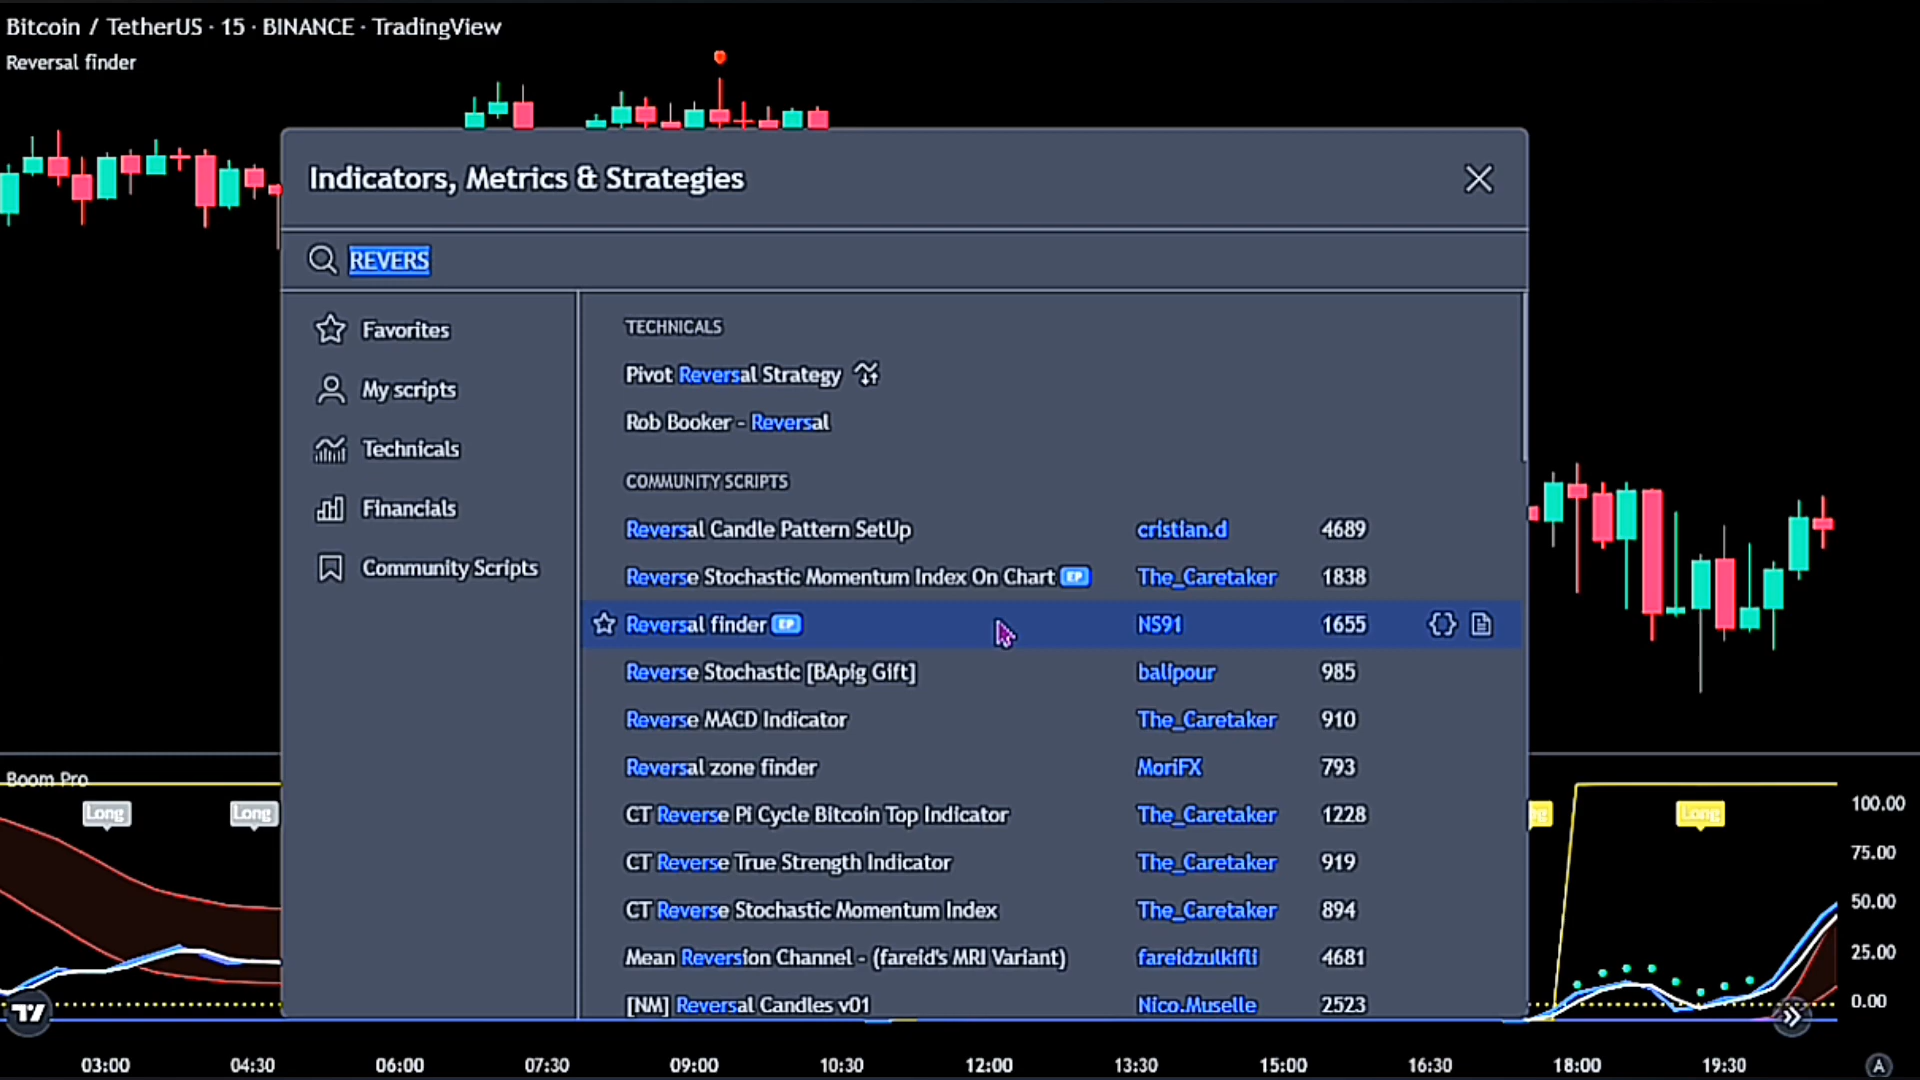 Bitcoin / TetherUS · 15 · BINANCE · TradingView
Reversal finder
Indicators, Metrics & Strategies
REVERS
Favorites
My scripts
Technicals
Financials
Community Scripts
TECHNICALS
Pivot Reversal Strategy
Rob Booker - Reversal
COMMUNITY SCRIPTS
Reversal Candle Pattern SetUp cristian.d 4689
Reverse Stochastic Momentum Index On Chart EP The_Caretaker 1838
Reversal finder EP NS91 1655
Reverse Stochastic [BApig Gift] balipour 985
Reverse MACD Indicator The_Caretaker 910
Reversal zone finder MoriFX 793
CT Reverse Pi Cycle Bitcoin Top Indicator The_Caretaker 1228
CT Reverse True Strength Indicator The_Caretaker 919
CT Reverse Stochastic Momentum Index The_Caretaker 894
Mean Reversion Channel - (fareid's MRI Variant) fareidzulkifli 4681
[NM] Reversal Candles v01 Nico.Muselle 2523
Boom Pro
Long Long Long
100.00
75.00
50.00
25.00
0.00
03:00 04:30 06:00 07:30 09:00 10:30 12:00 13:30 15:00 16:30 18:00 19:30 A